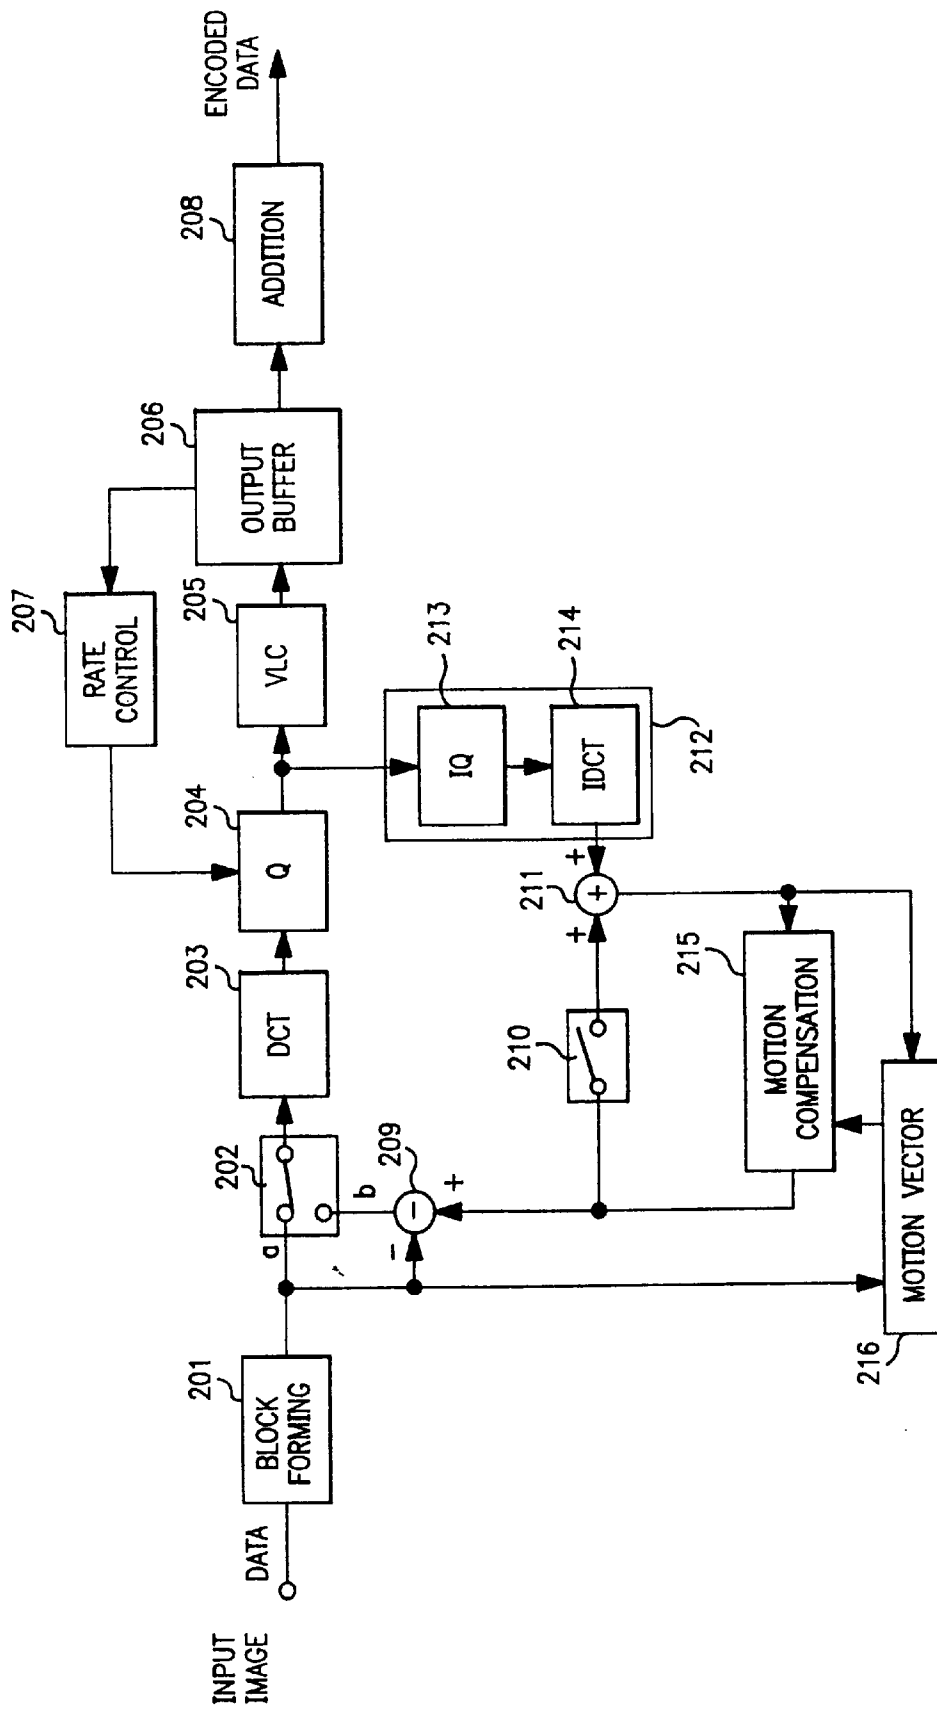 INPUT
IMAGE
DATA
201
BLOCK
FORMING
a
202
b
209
−
+
−
203
DCT
204
Q
207
RATE
CONTROL
205
VLC
206
OUTPUT
BUFFER
208
ADDITION
ENCODED
DATA
213
IQ
214
IDCT
212
210
211
+
+
+
215
MOTION
COMPENSATION
216
MOTION VECTOR